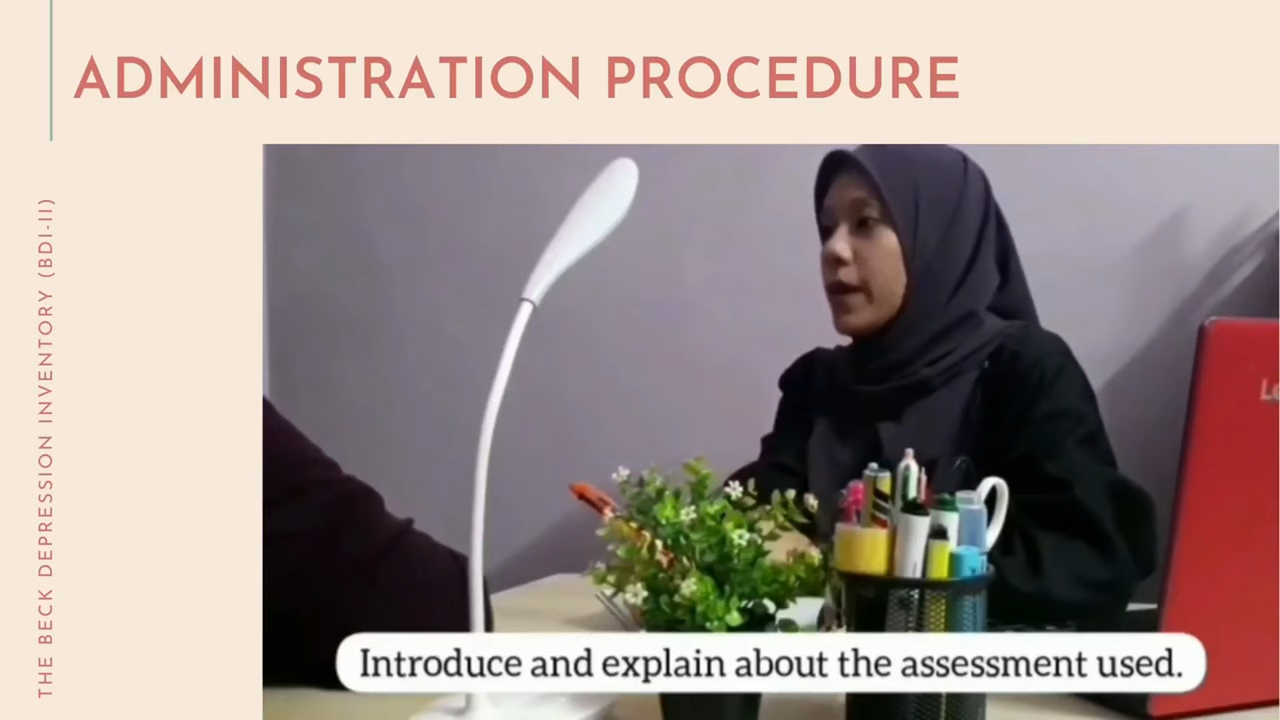 ADMINISTRATION PROCEDURE
THE BECK DEPRESSION INVENTORY (BDI-II)
Introduce and explain about the assessment used.